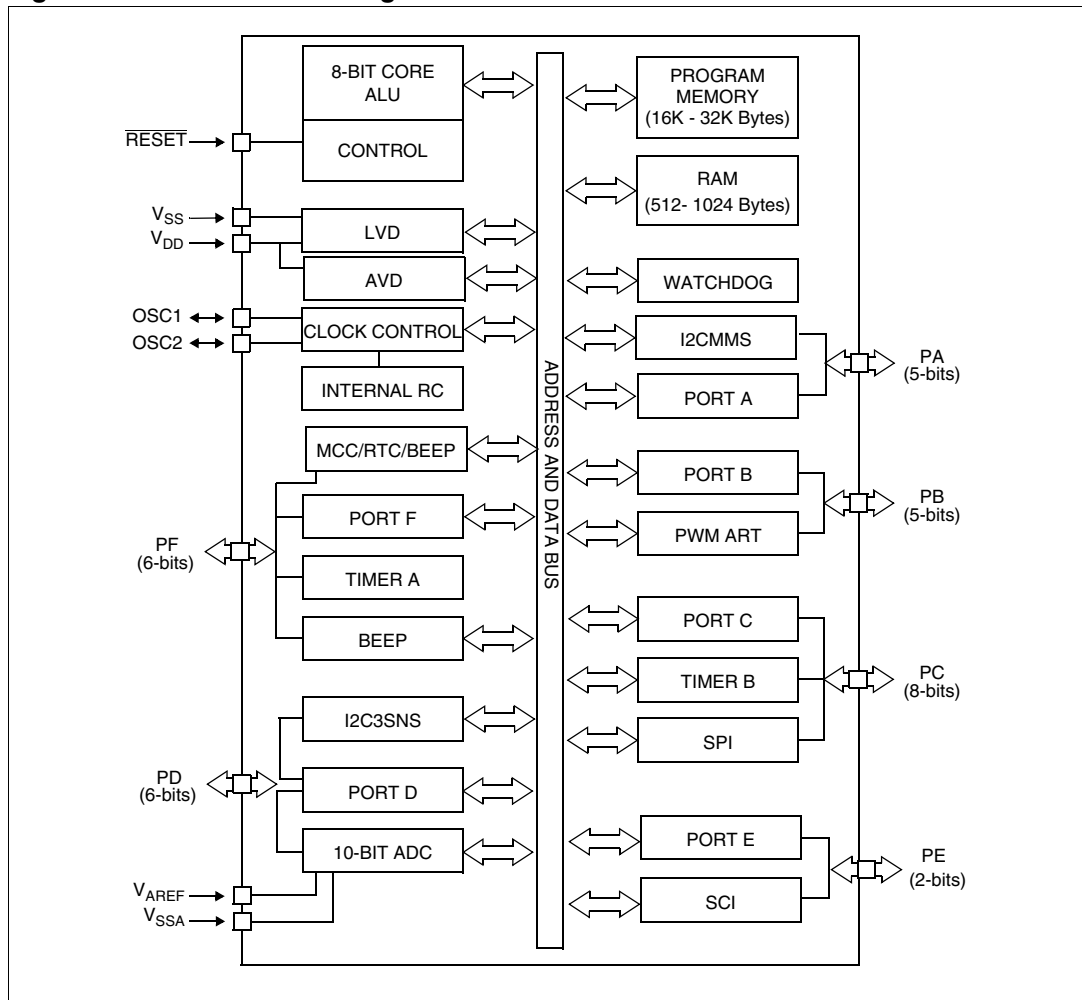 8-BIT CORE
ALU
CONTROL
RESET
VSS
VDD
LVD
AVD
OSC1
OSC2
CLOCK CONTROL
INTERNAL RC
MCC/RTC/BEEP
PORT F
PF
(6-bits)
TIMER A
BEEP
I2C3SNS
PD
(6-bits)
PORT D
10-BIT ADC
VAREF
VSSA
ADDRESS AND DATA BUS
PROGRAM
MEMORY
(16K - 32K Bytes)
RAM
(512- 1024 Bytes)
WATCHDOG
I2CMMS
PA
(5-bits)
PORT A
PORT B
PB
(5-bits)
PWM ART
PORT C
TIMER B
PC
(8-bits)
SPI
PORT E
PE
(2-bits)
SCI